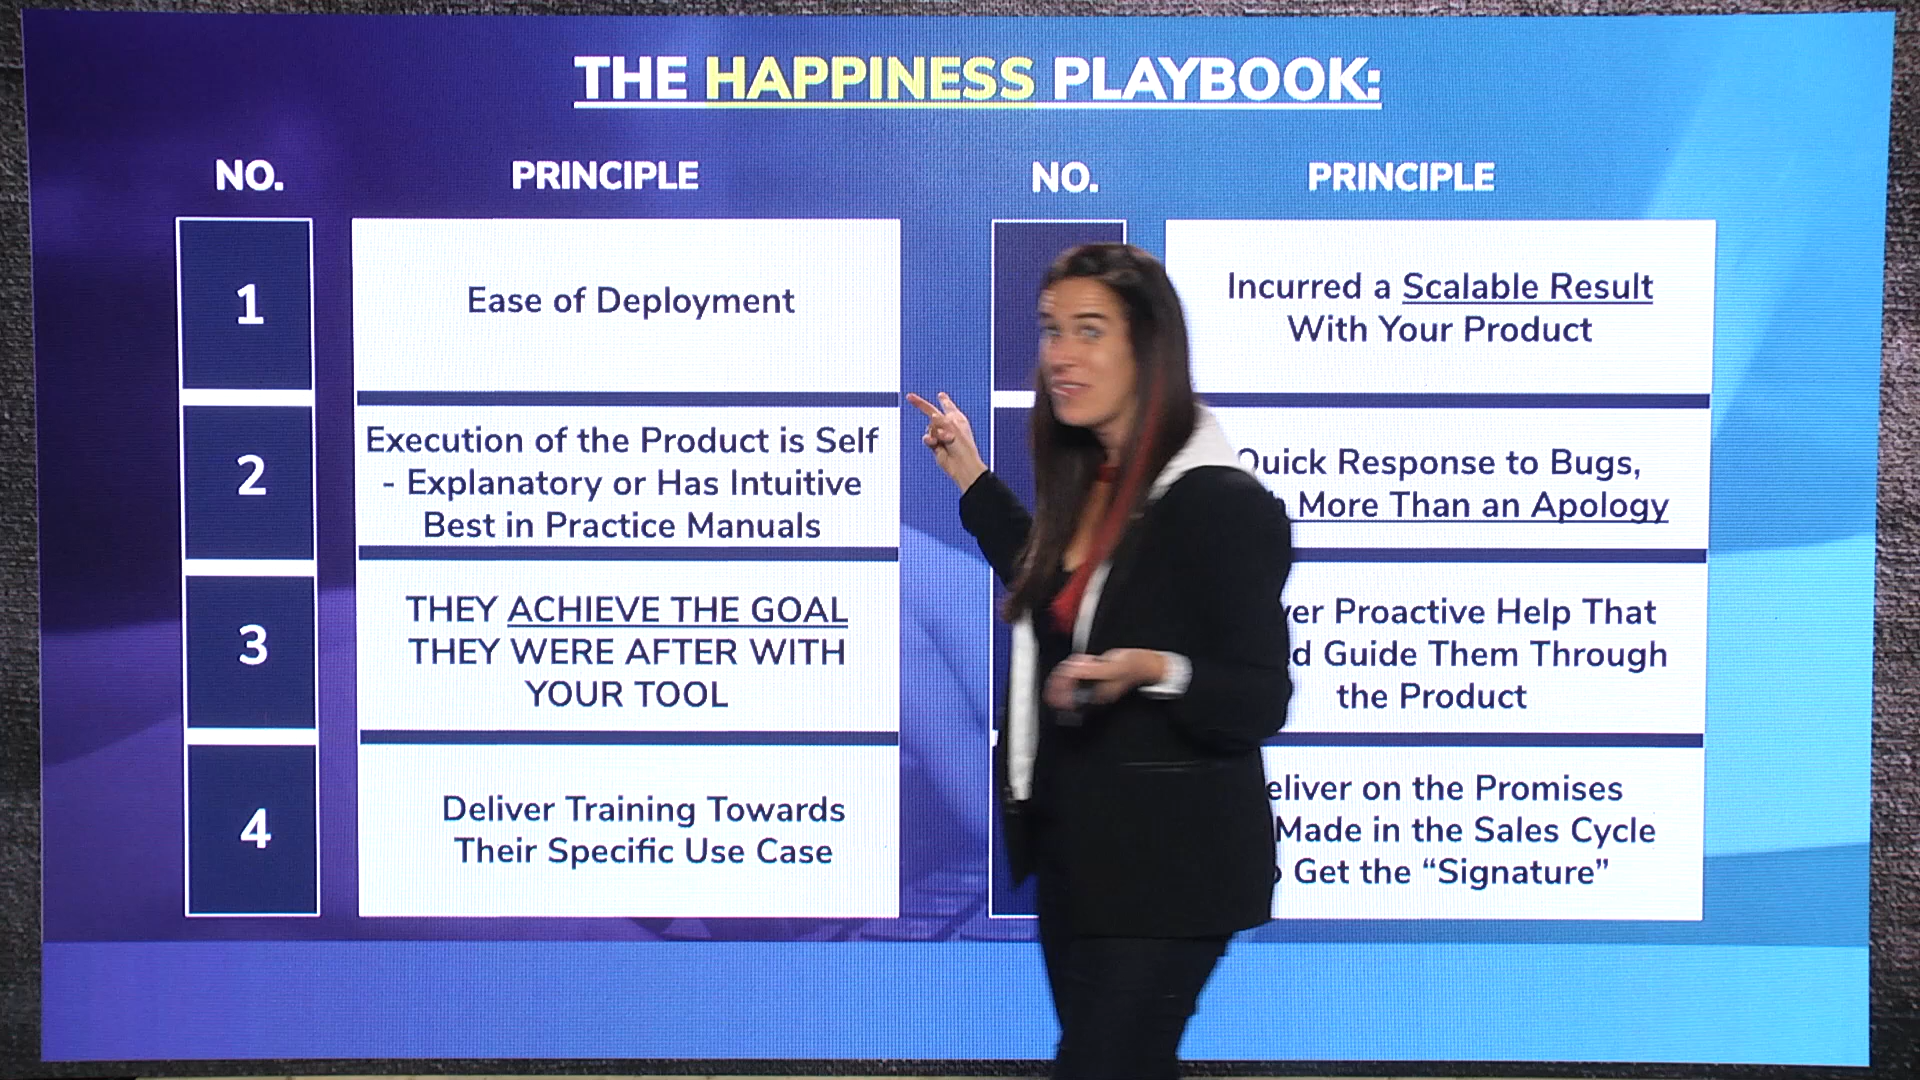 THE HAPPINESS PLAYBOOK:
NO. PRINCIPLE
1 Ease of Deployment
2 Execution of the Product is Self
- Explanatory or Has Intuitive
Best in Practice Manuals
3 THEY ACHIEVE THE GOAL
THEY WERE AFTER WITH
YOUR TOOL
4 Deliver Training Towards
Their Specific Use Case
NO. PRINCIPLE
Incurred a Scalable Result
With Your Product
Quick Response to Bugs,
More Than an Apology
Proactive Help That
Guide Them Through
the Product
on the Promises
Made in the Sales Cycle
Get the “Signature”